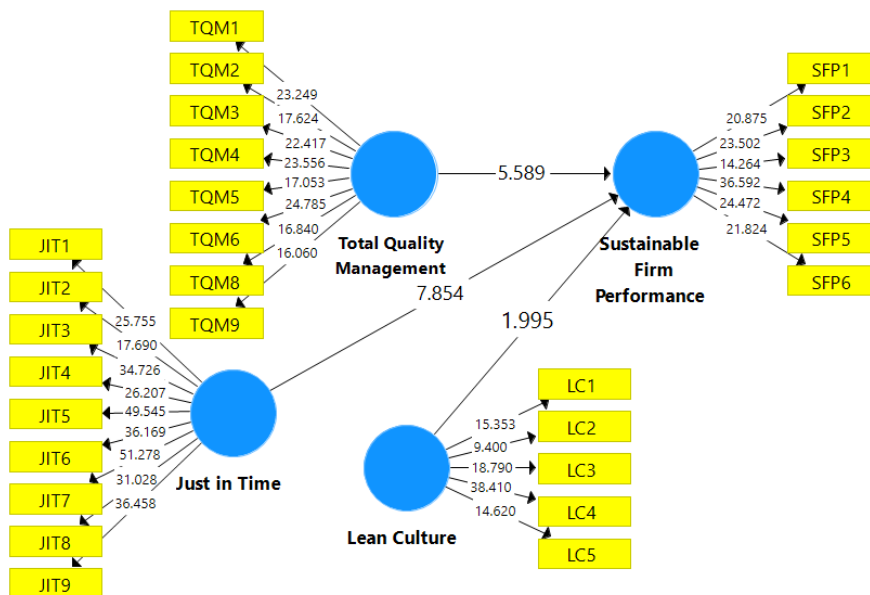 TQM1
TQM2
TQM3
TQM4
TQM5
TQM6
TQM8
TQM9
23.249
17.624
22.417
23.556
17.053
24.785
16.840
16.060
Total Quality
Management
5.589
7.854
1.995
SFP1
SFP2
SFP3
SFP4
SFP5
SFP6
20.875
23.502
14.264
36.592
24.472
21.824
Sustainable
Firm
Performance
JIT1
JIT2
JIT3
JIT4
JIT5
JIT6
JIT7
JIT8
JIT9
25.755
17.690
34.726
26.207
49.545
36.169
51.278
31.028
36.458
Just in Time
LC1
LC2
LC3
LC4
LC5
15.353
9.400
18.790
38.410
14.620
Lean Culture